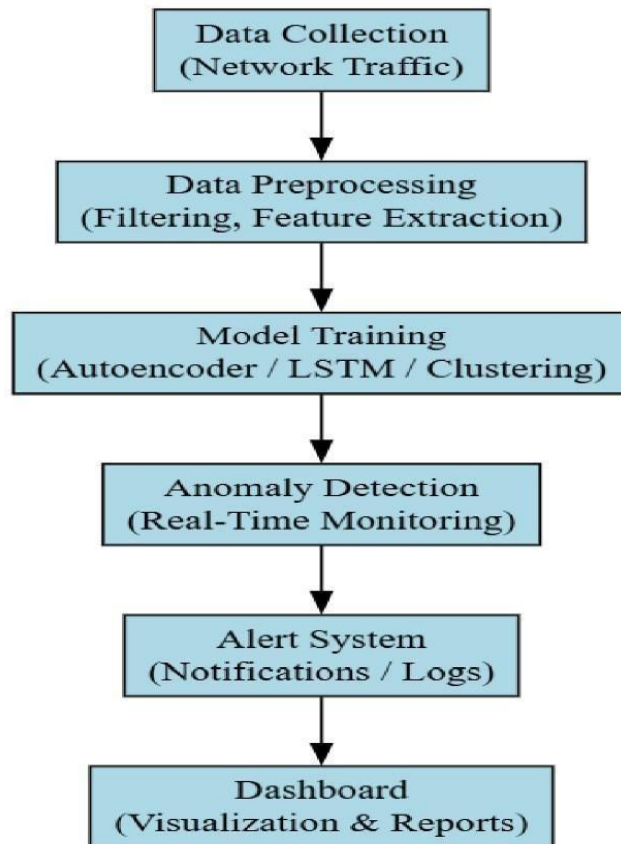 Data Collection
(Network Traffic)
Data Preprocessing
(Filtering, Feature Extraction)
Model Training
(Autoencoder / LSTM / Clustering)
Anomaly Detection
(Real-Time Monitoring)
Alert System
(Notifications / Logs)
Dashboard
(Visualization & Reports)